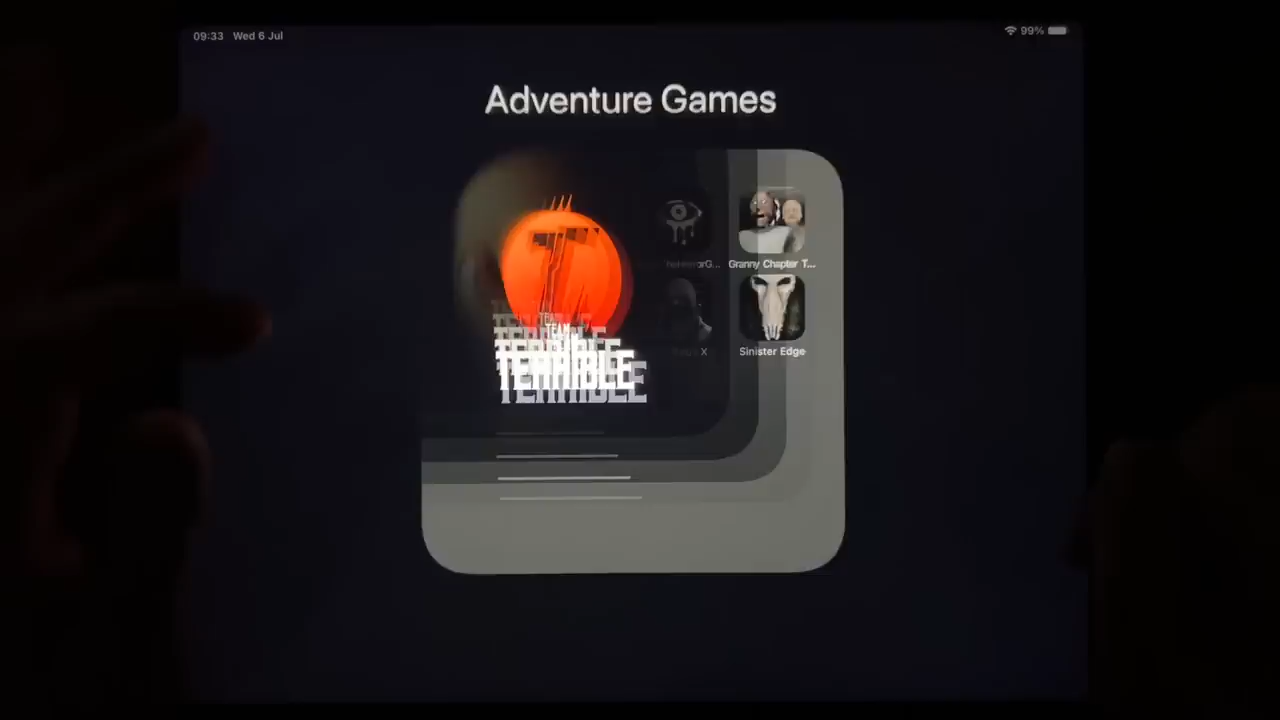 09:33 Wed 6 Jul
99%
Adventure Games
Granny Chapter T...
TEAM
TERRIBLE
X
Sinister Edge